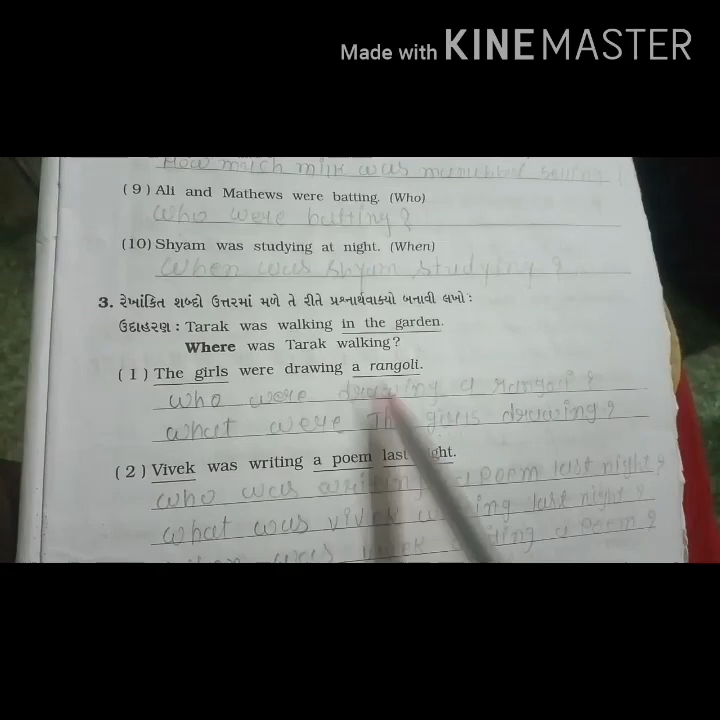 Made with KINEMASTER
How much milk was selling
(9) Ali and Mathews were batting. (Who)
who were batting?
(10) Shyam was studying at night. (When)
when was shyam studying?
3. રેખાંકિત શબ્દો ઉત્તરમાં મળે તે રીતે પ્રશ્નાર્થવાક્યો બનાવી લખો :
ઉદાહરણ : Tarak was walking in the garden.
Where was Tarak walking?
(1) The girls were drawing a rangoli.
who were drawing a rangoli?
what were The girls drawing?
(2) Vivek was writing a poem last night.
who was writing a poem last night?
what was vivek writing last night?
was vivek a poem?